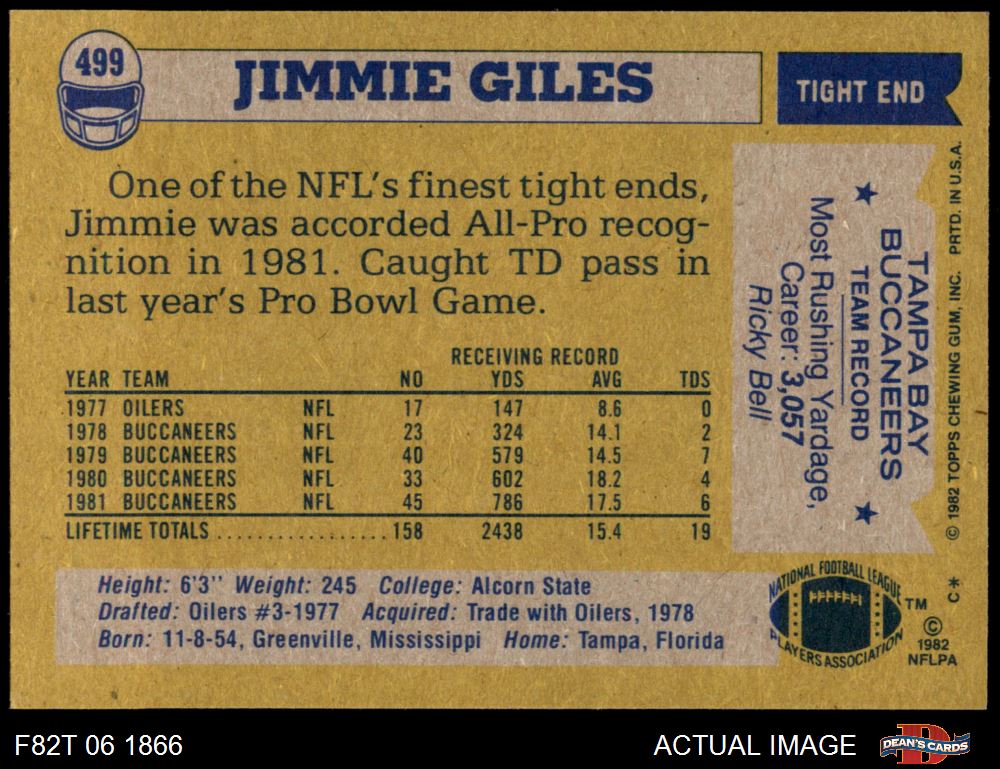 499
JIMMIE GILES
TIGHT END
One of the NFL's finest tight ends,
Jimmie was accorded All-Pro recog-
nition in 1981. Caught TD pass in
last year's Pro Bowl Game.
RECEIVING RECORD
YEAR TEAM NO YDS AVG TDS
1977 OILERS NFL 17 147 8.6 0
1978 BUCCANEERS NFL 23 324 14.1 2
1979 BUCCANEERS NFL 40 579 14.5 7
1980 BUCCANEERS NFL 33 602 18.2 4
1981 BUCCANEERS NFL 45 786 17.5 6
LIFETIME TOTALS ................. 158 2438 15.4 19
Height: 6'3'' Weight: 245 College: Alcorn State
Drafted: Oilers #3-1977 Acquired: Trade with Oilers, 1978
Born: 11-8-54, Greenville, Mississippi Home: Tampa, Florida
TAMPA BAY
BUCCANEERS
TEAM RECORD
Most Rushing Yardage,
Career: 3,057
Ricky Bell
© 1982 TOPPS CHEWING GUM, INC. PRTD. IN U.S.A.
C*
NATIONAL FOOTBALL LEAGUE
PLAYERS ASSOCIATION
TM
©
1982
NFLPA
F82T 06 1866
ACTUAL IMAGE
D
DEAN'S CARDS